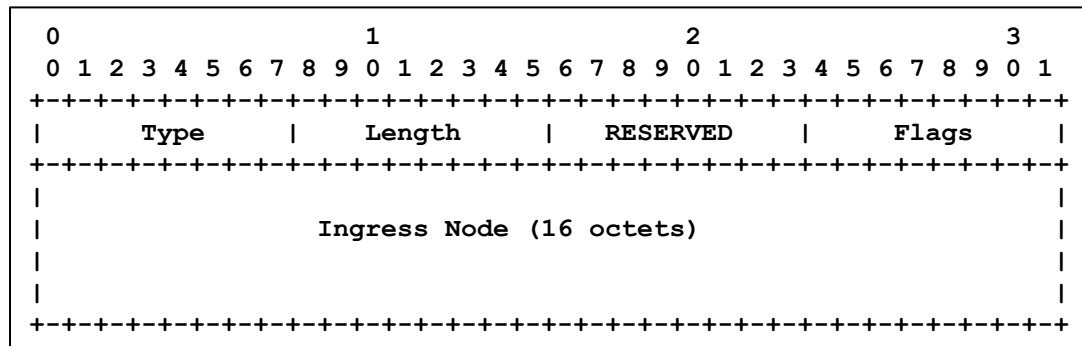 0                   1                   2                   3
 0 1 2 3 4 5 6 7 8 9 0 1 2 3 4 5 6 7 8 9 0 1 2 3 4 5 6 7 8 9 0 1
+-+-+-+-+-+-+-+-+-+-+-+-+-+-+-+-+-+-+-+-+-+-+-+-+-+-+-+-+-+-+-+-+
|      Type     |    Length     |   RESERVED    |     Flags     |
+-+-+-+-+-+-+-+-+-+-+-+-+-+-+-+-+-+-+-+-+-+-+-+-+-+-+-+-+-+-+-+-+
|                                                               |
|                 Ingress Node (16 octets)                      |
|                                                               |
|                                                               |
+-+-+-+-+-+-+-+-+-+-+-+-+-+-+-+-+-+-+-+-+-+-+-+-+-+-+-+-+-+-+-+-+